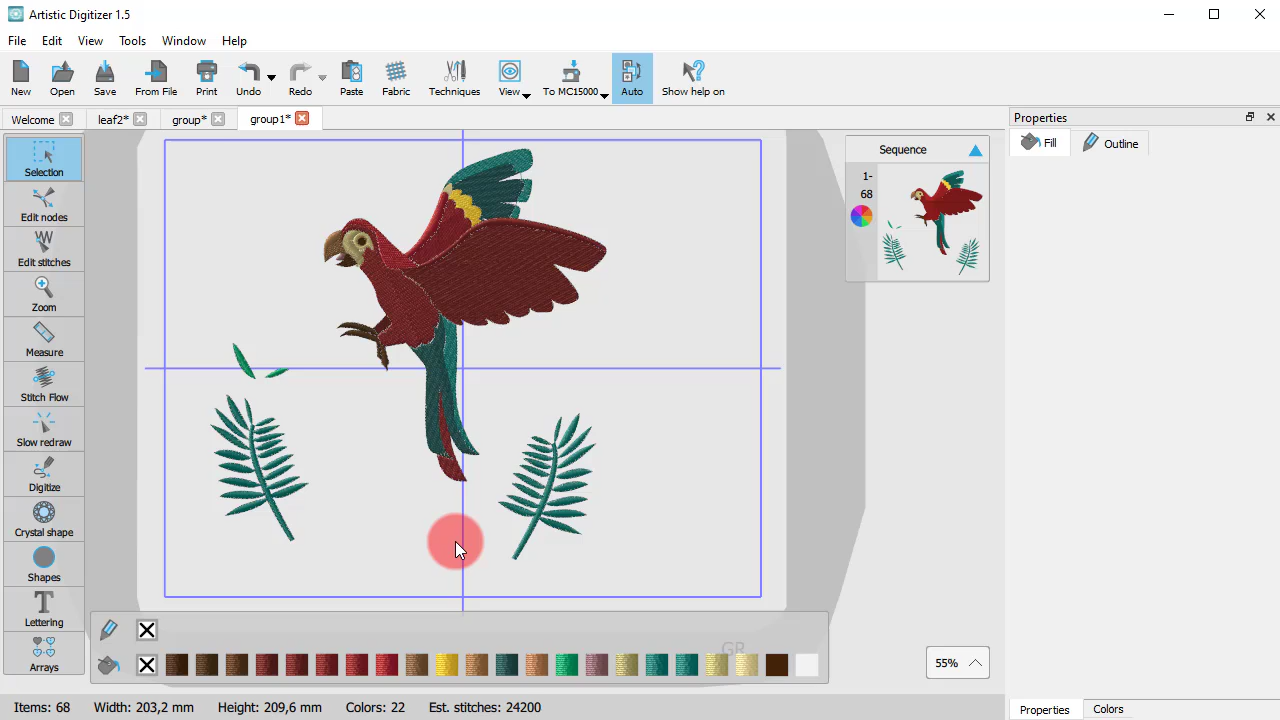 Artistic Digitizer 1.5
File Edit View Tools Window Help
New Open Save From File Print Undo Redo Paste Fabric Techniques View To MC15000 Auto Show help on
Welcome leaf2* group* group1*
Properties
Fill Outline
Selection
Edit nodes
Edit stitches
Zoom
Measure
Stitch Flow
Slow redraw
Digitize
Crystal shape
Shapes
Lettering
Arrays
Sequence
1-
68
GR
55%
Items: 68 Width: 203,2 mm Height: 209,6 mm Colors: 22 Est. stitches: 24200
Properties Colors